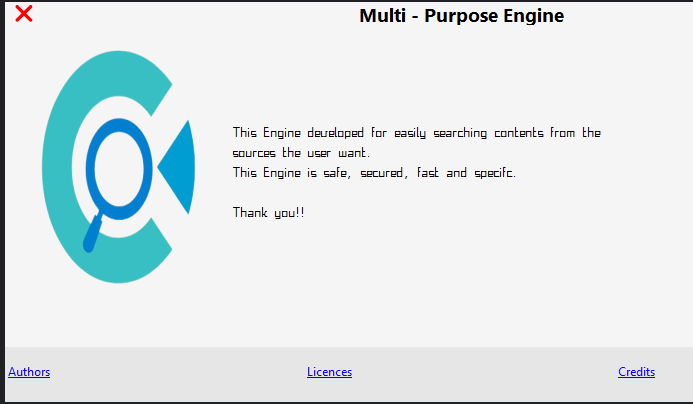 Multi - Purpose Engine
This Engine developed for easily searching contents from the
sources the user want.
This Engine is safe, secured, fast and specifc.
Thank you!!
Authors
Licences
Credits